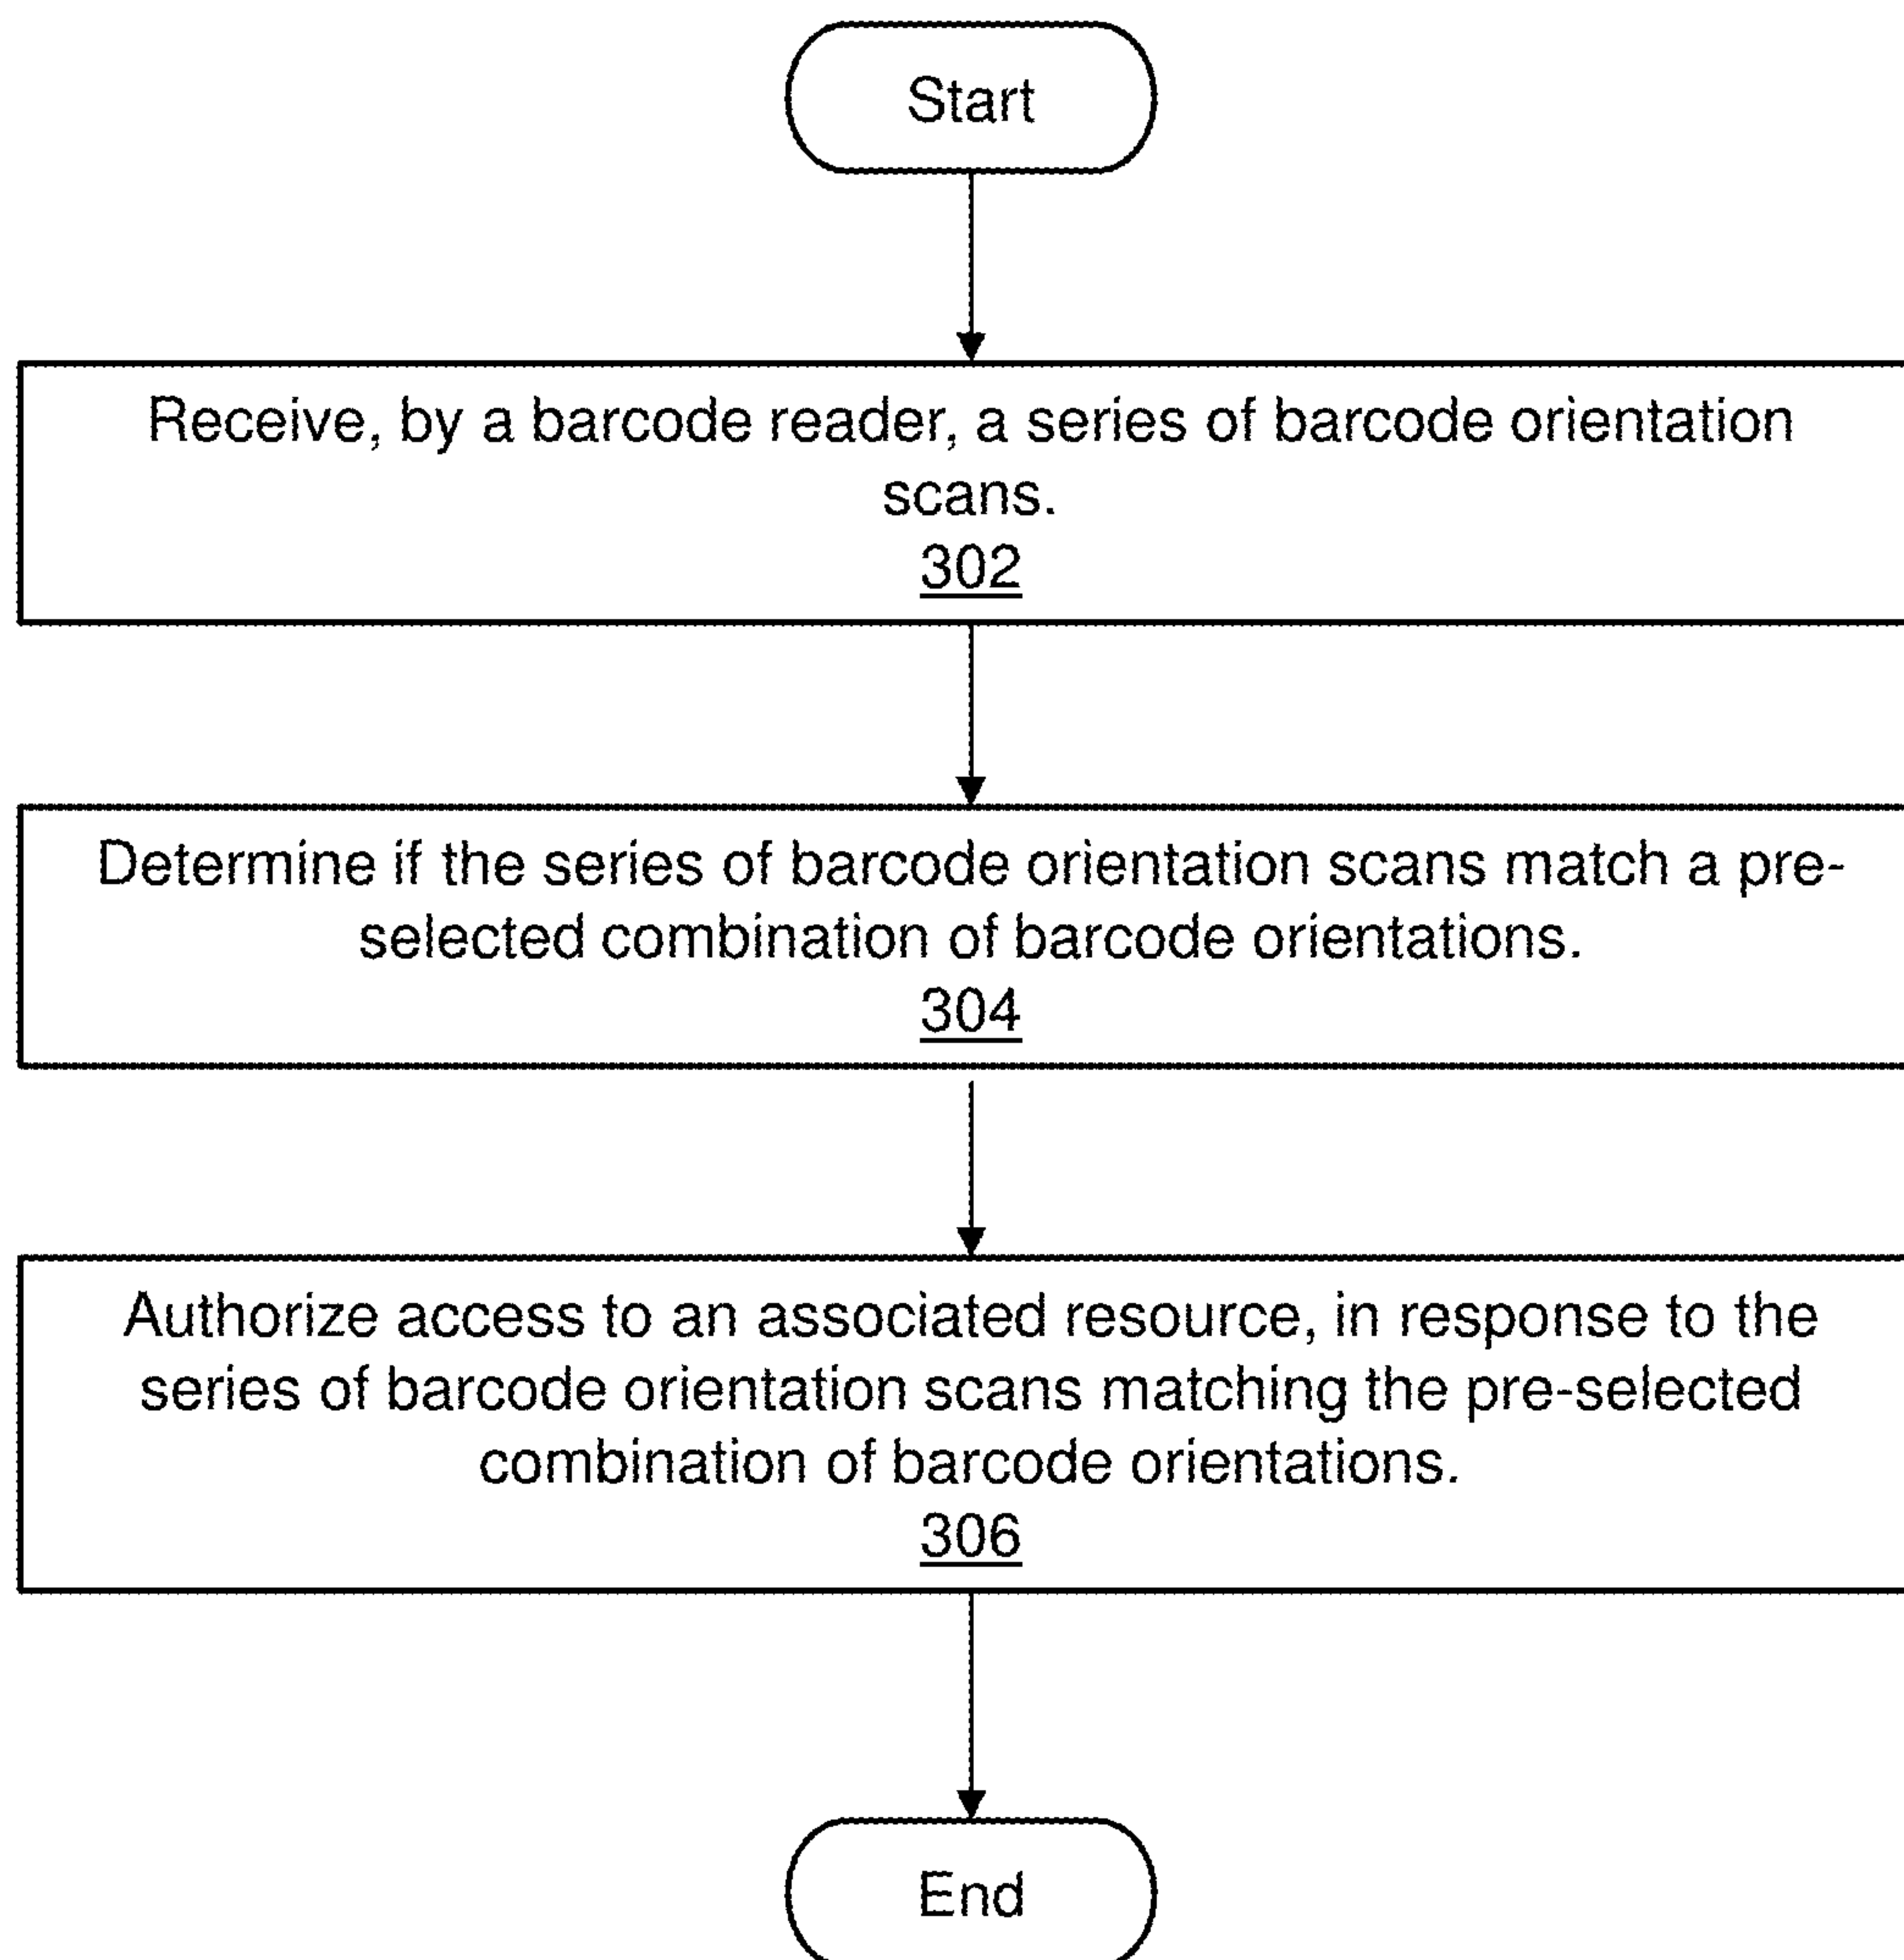 Start
Receive, by a barcode reader, a series of barcode orientation
scans.
302
Determine if the series of barcode orientation scans match a pre-
selected combination of barcode orientations.
304
Authorize access to an associated resource, in response to the
series of barcode orientation scans matching the pre-selected
combination of barcode orientations.
306
End